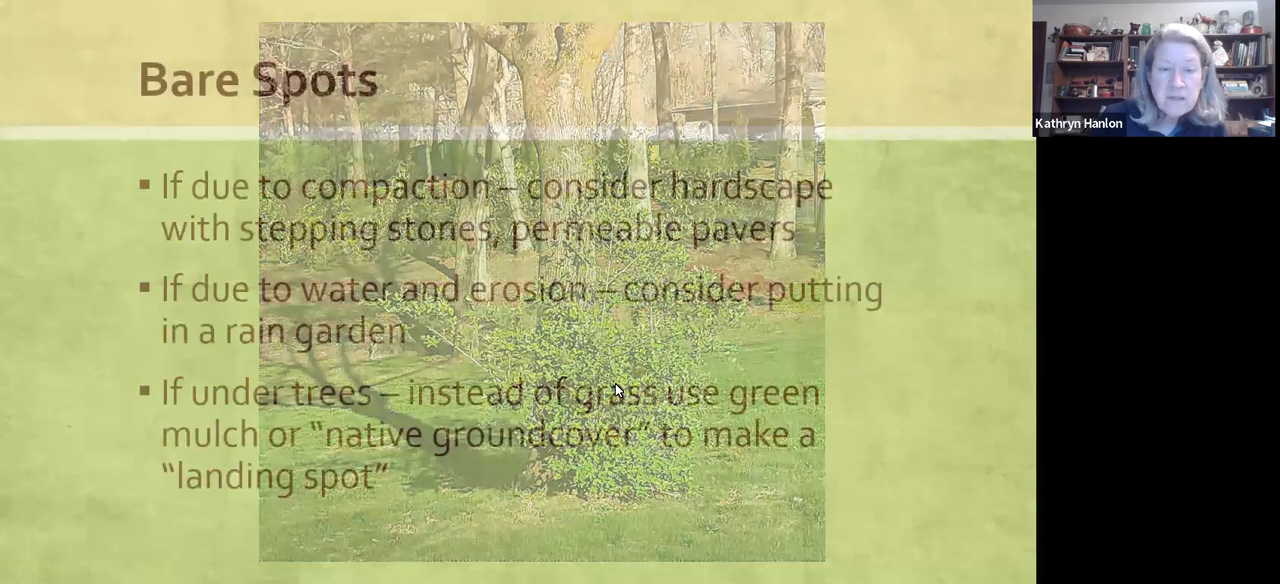 Bare Spots
▪ If due to compaction – consider hardscape
with stepping stones, permeable pavers
▪ If due to water and erosion – consider putting
in a rain garden
▪ If under trees – instead of grass use green
mulch or “native groundcover” to make a
“landing spot”
Kathryn Hanlon